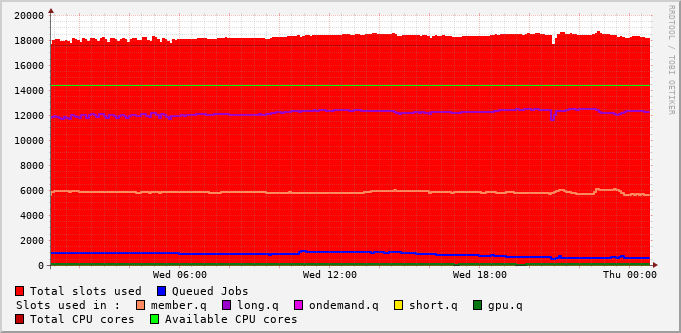 20000
18000
16000
14000
12000
10000
8000
6000
4000
2000
0
Wed 06:00 Wed 12:00 Wed 18:00 Thu 00:00
Total slots used Queued Jobs
Slots used in : member.q long.q ondemand.q short.q gpu.q
Total CPU cores Available CPU cores
RRDTOOL / TOBI OETIKER